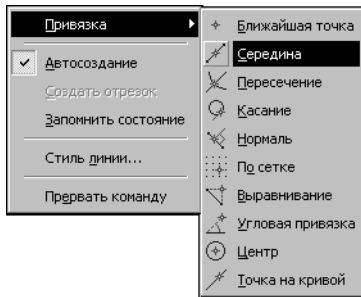 Привязка
Автосоздание
Создать отрезок
Запомнить состояние
Стиль линии...
Прервать команду
Ближайшая точка
Середина
Пересечение
Касание
Нормаль
По сетке
Выравнивание
Угловая привязка
Центр
Точка на кривой